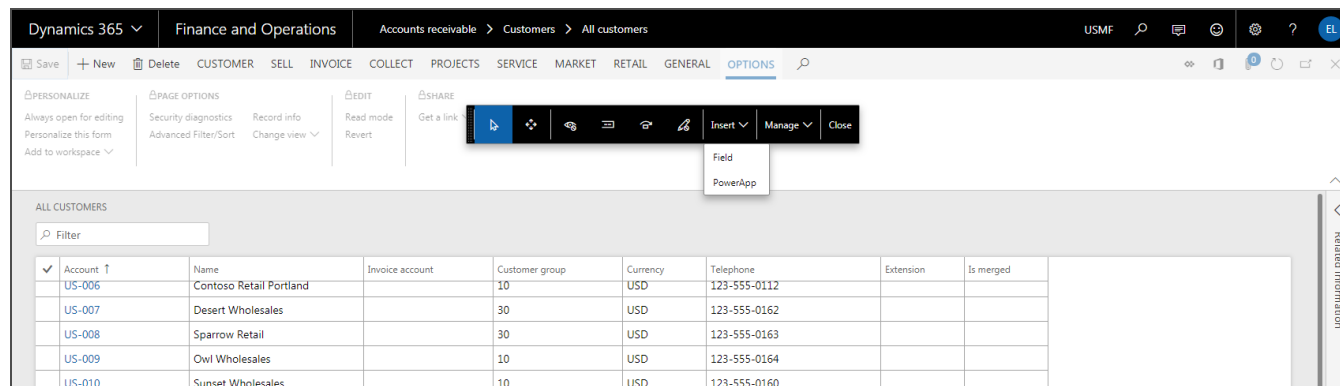 Dynamics 365 Finance and Operations Accounts receivable Customers All customers USMF ? EL
Save New Delete CUSTOMER SELL INVOICE COLLECT PROJECTS SERVICE MARKET RETAIL GENERAL OPTIONS 0
PERSONALIZE PAGE OPTIONS EDIT SHARE
Always open for editing Security diagnostics Record info Read mode Get a link
Personalize this form Advanced Filter/Sort Change view Revert
Add to workspace
Insert Manage Close
Field
PowerApp
ALL CUSTOMERS
Filter
Account Name Invoice account Customer group Currency Telephone Extension Is merged
US-006 Contoso Retail Portland 10 USD 123-555-0112
US-007 Desert Wholesales 30 USD 123-555-0162
US-008 Sparrow Retail 30 USD 123-555-0163
US-009 Owl Wholesales 10 USD 123-555-0164
US-010 Sunset Wholesales 10 USD 123-555-0160
Related information